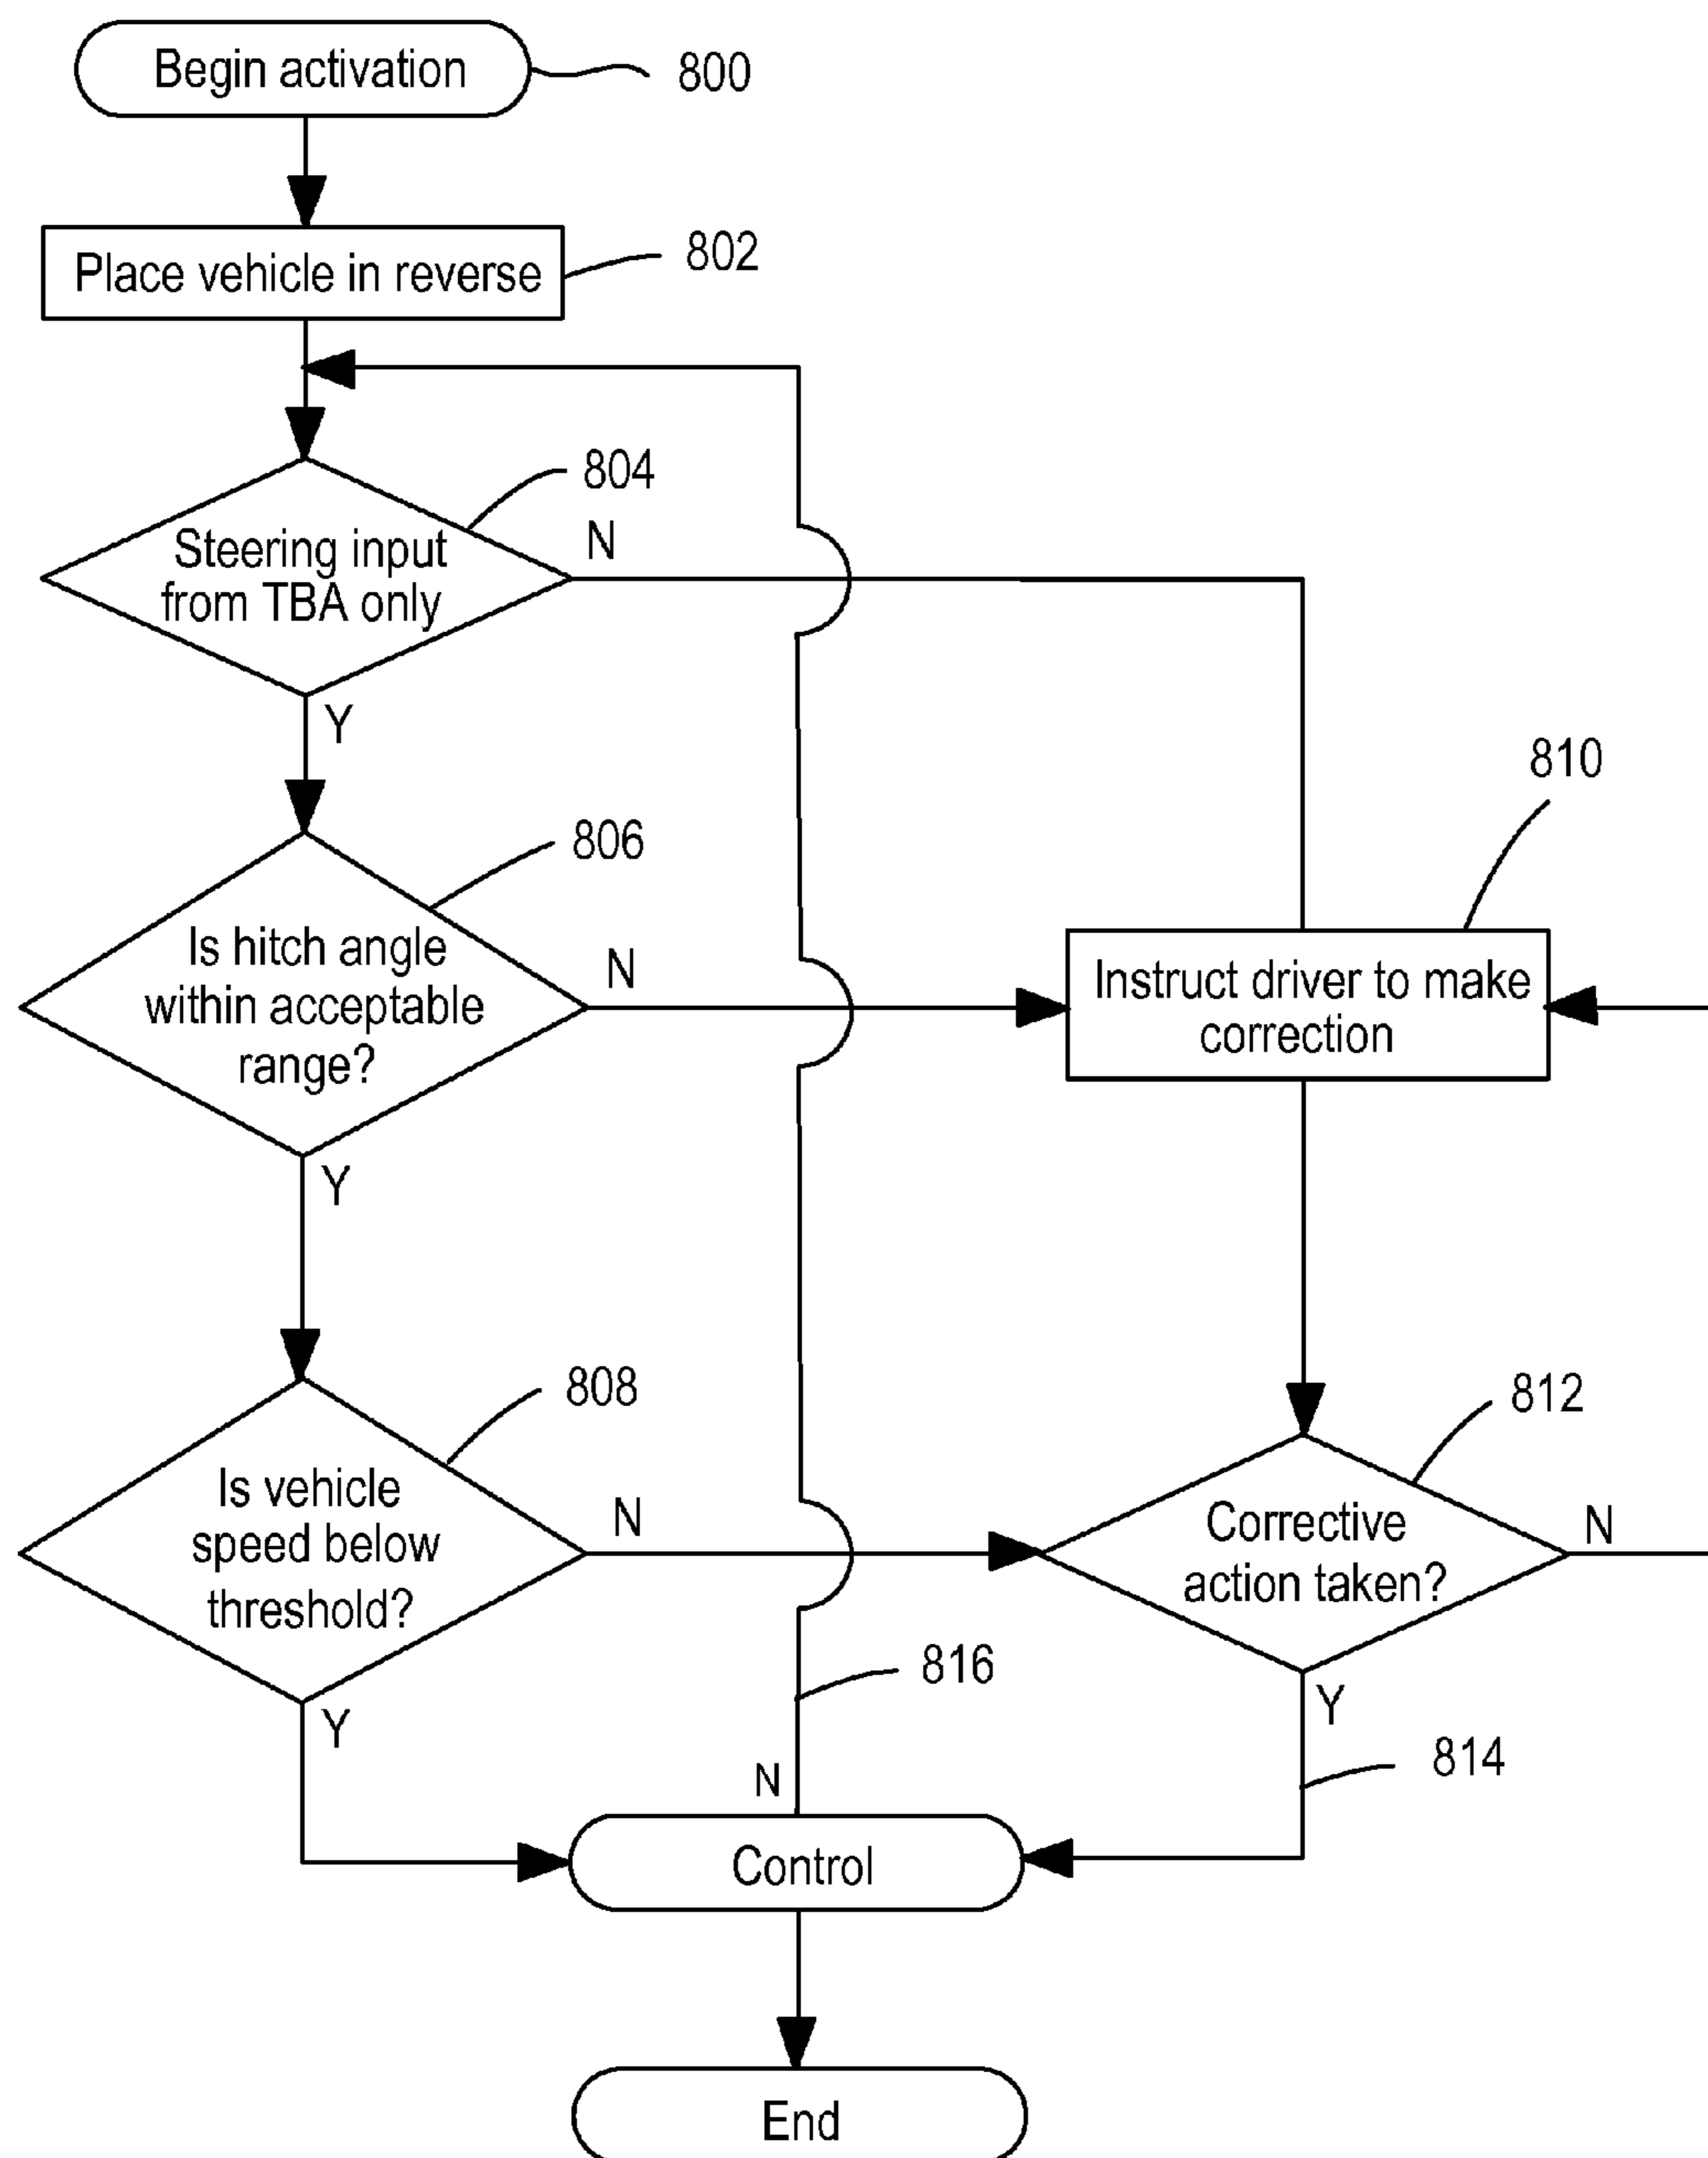 Begin activation
800
Place vehicle in reverse
802
804
Steering input
from TBA only
N
Y
806
Is hitch angle
within acceptable
range?
N
Y
810
Instruct driver to make
correction
808
Is vehicle
speed below
threshold?
N
Y
812
Corrective
action taken?
N
Y
814
816
N
Control
End